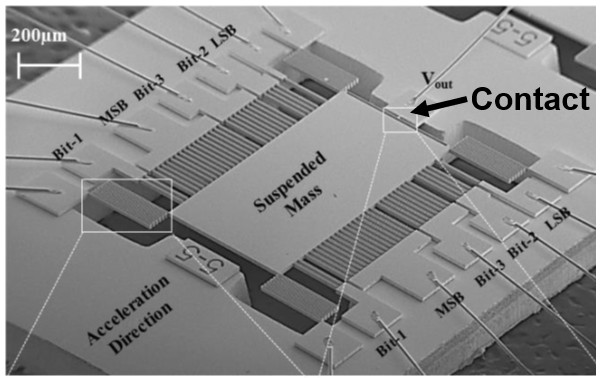 200μm
LSB
Bit-2
Bit-3
MSB
Bit-1
5-5
V out
Contact
Suspended
Mass
5-5
Acceleration
Direction
LSB
Bit-2
Bit-3
MSB
Bit-1